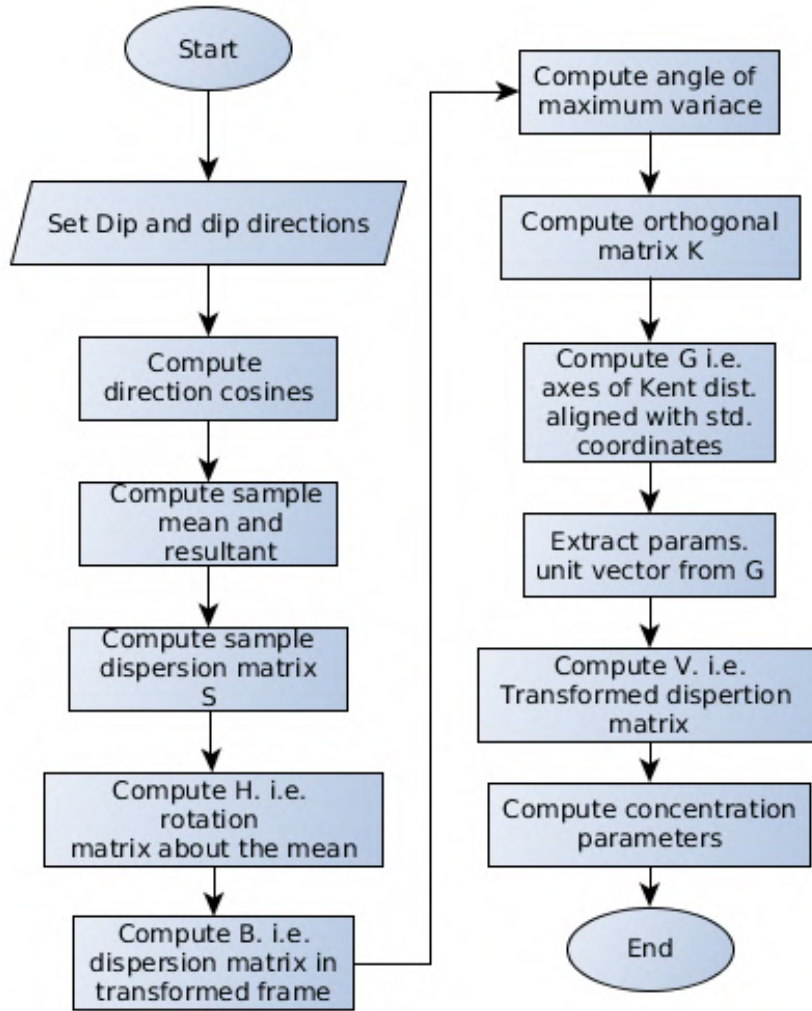 Start
Set Dip and dip directions
Compute
direction cosines
Compute sample
mean and
resultant
Compute sample
dispersion matrix
S
Compute H. i.e.
rotation
matrix about the mean
Compute B. i.e.
dispersion matrix in
transformed frame
Compute angle of
maximum variace
Compute orthogonal
matrix K
Compute G i.e.
axes of Kent dist.
aligned with std.
coordinates
Extract params.
unit vector from G
Compute V. i.e.
Transformed dispertion
matrix
Compute concentration
parameters
End